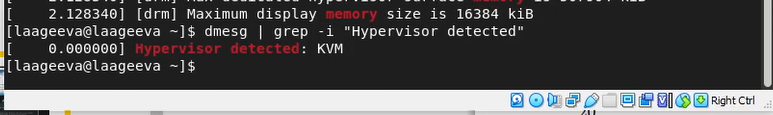 [    2.128340] [drm] Maximum display memory size is 16384 kiB
[laageeva@laageeva ~]$ dmesg | grep -i "Hypervisor detected"
[    0.000000] Hypervisor detected: KVM
[laageeva@laageeva ~]$
Right Ctrl